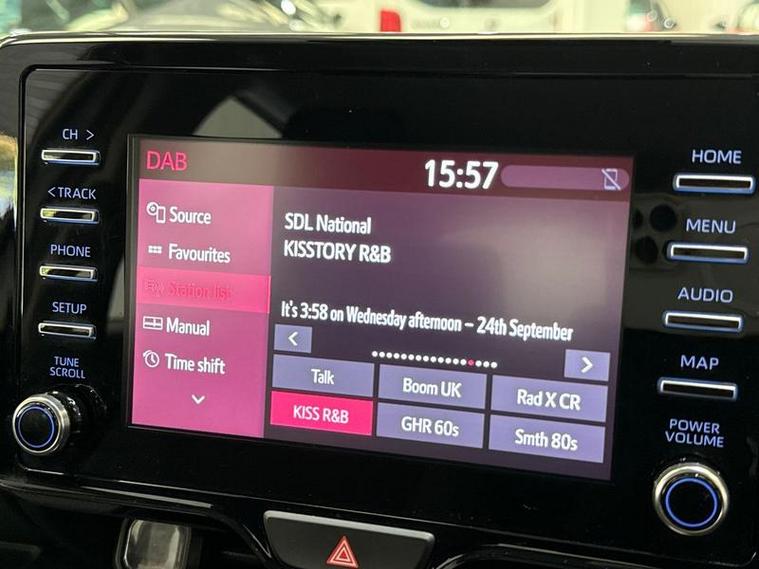 CH >
< TRACK
PHONE
SETUP
TUNE
SCROLL
DAB
15:57
Source
Favourites
Station list
Manual
Time shift
SDL National
KISSTORY R&B
It's 3:58 on Wednesday afternoon – 24th September
<
>
Talk
Boom UK
Rad X CR
KISS R&B
GHR 60s
Smth 80s
HOME
MENU
AUDIO
MAP
POWER
VOLUME